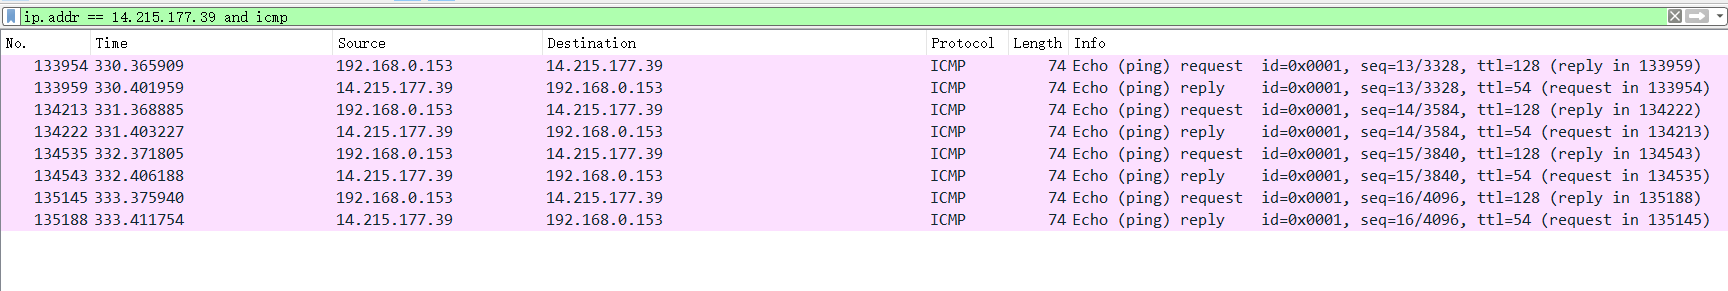 ip.addr == 14.215.177.39 and icmp
No. Time Source Destination Protocol Length Info
133954 330.365909 192.168.0.153 14.215.177.39 ICMP 74 Echo (ping) request id=0x0001, seq=13/3328, ttl=128 (reply in 133959)
133959 330.401959 14.215.177.39 192.168.0.153 ICMP 74 Echo (ping) reply id=0x0001, seq=13/3328, ttl=54 (request in 133954)
134213 331.368885 192.168.0.153 14.215.177.39 ICMP 74 Echo (ping) request id=0x0001, seq=14/3584, ttl=128 (reply in 134222)
134222 331.403227 14.215.177.39 192.168.0.153 ICMP 74 Echo (ping) reply id=0x0001, seq=14/3584, ttl=54 (request in 134213)
134535 332.371805 192.168.0.153 14.215.177.39 ICMP 74 Echo (ping) request id=0x0001, seq=15/3840, ttl=128 (reply in 134543)
134543 332.406188 14.215.177.39 192.168.0.153 ICMP 74 Echo (ping) reply id=0x0001, seq=15/3840, ttl=54 (request in 134535)
135145 333.375940 192.168.0.153 14.215.177.39 ICMP 74 Echo (ping) request id=0x0001, seq=16/4096, ttl=128 (reply in 135188)
135188 333.411754 14.215.177.39 192.168.0.153 ICMP 74 Echo (ping) reply id=0x0001, seq=16/4096, ttl=54 (request in 135145)